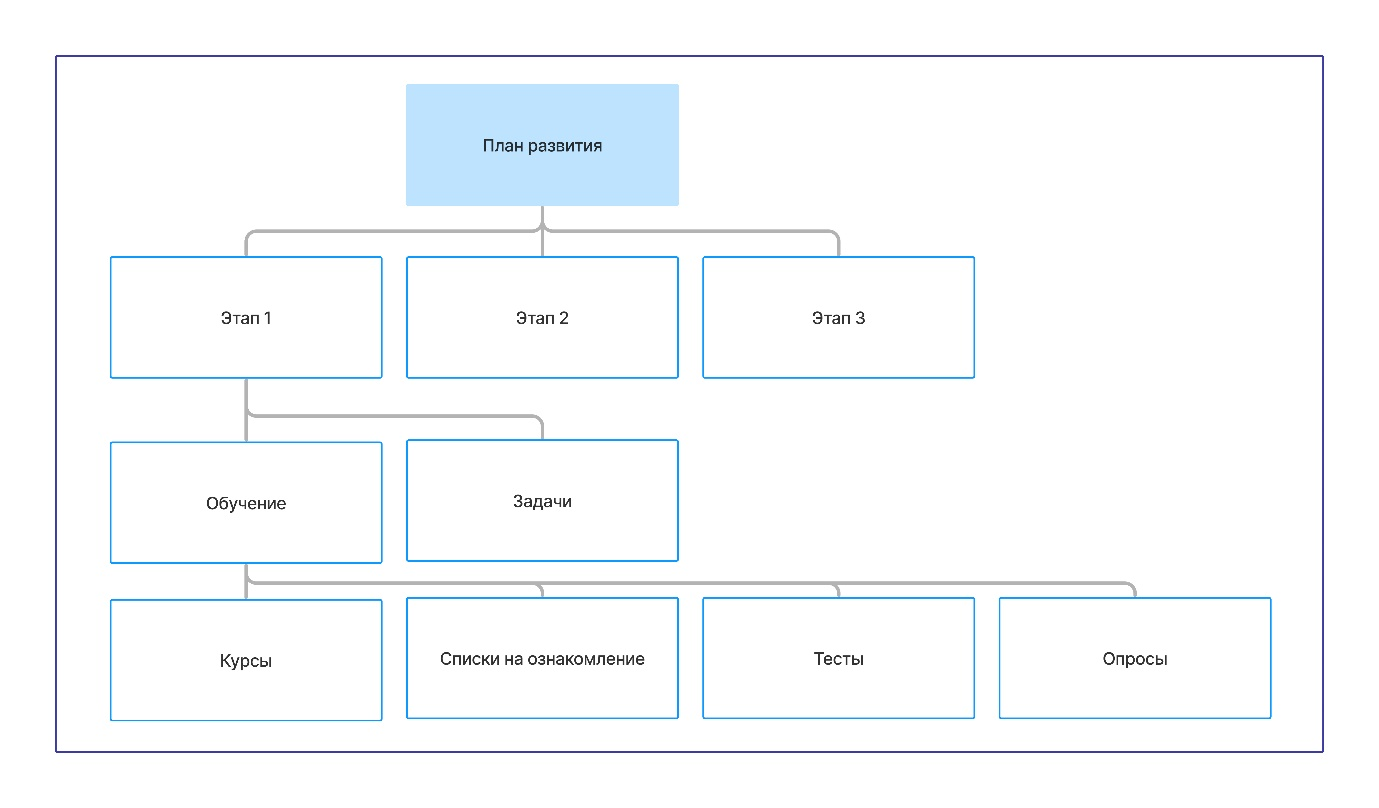 План развития
Этап 1
Этап 2
Этап 3
Обучение
Задачи
Курсы
Списки на ознакомление
Тесты
Опросы